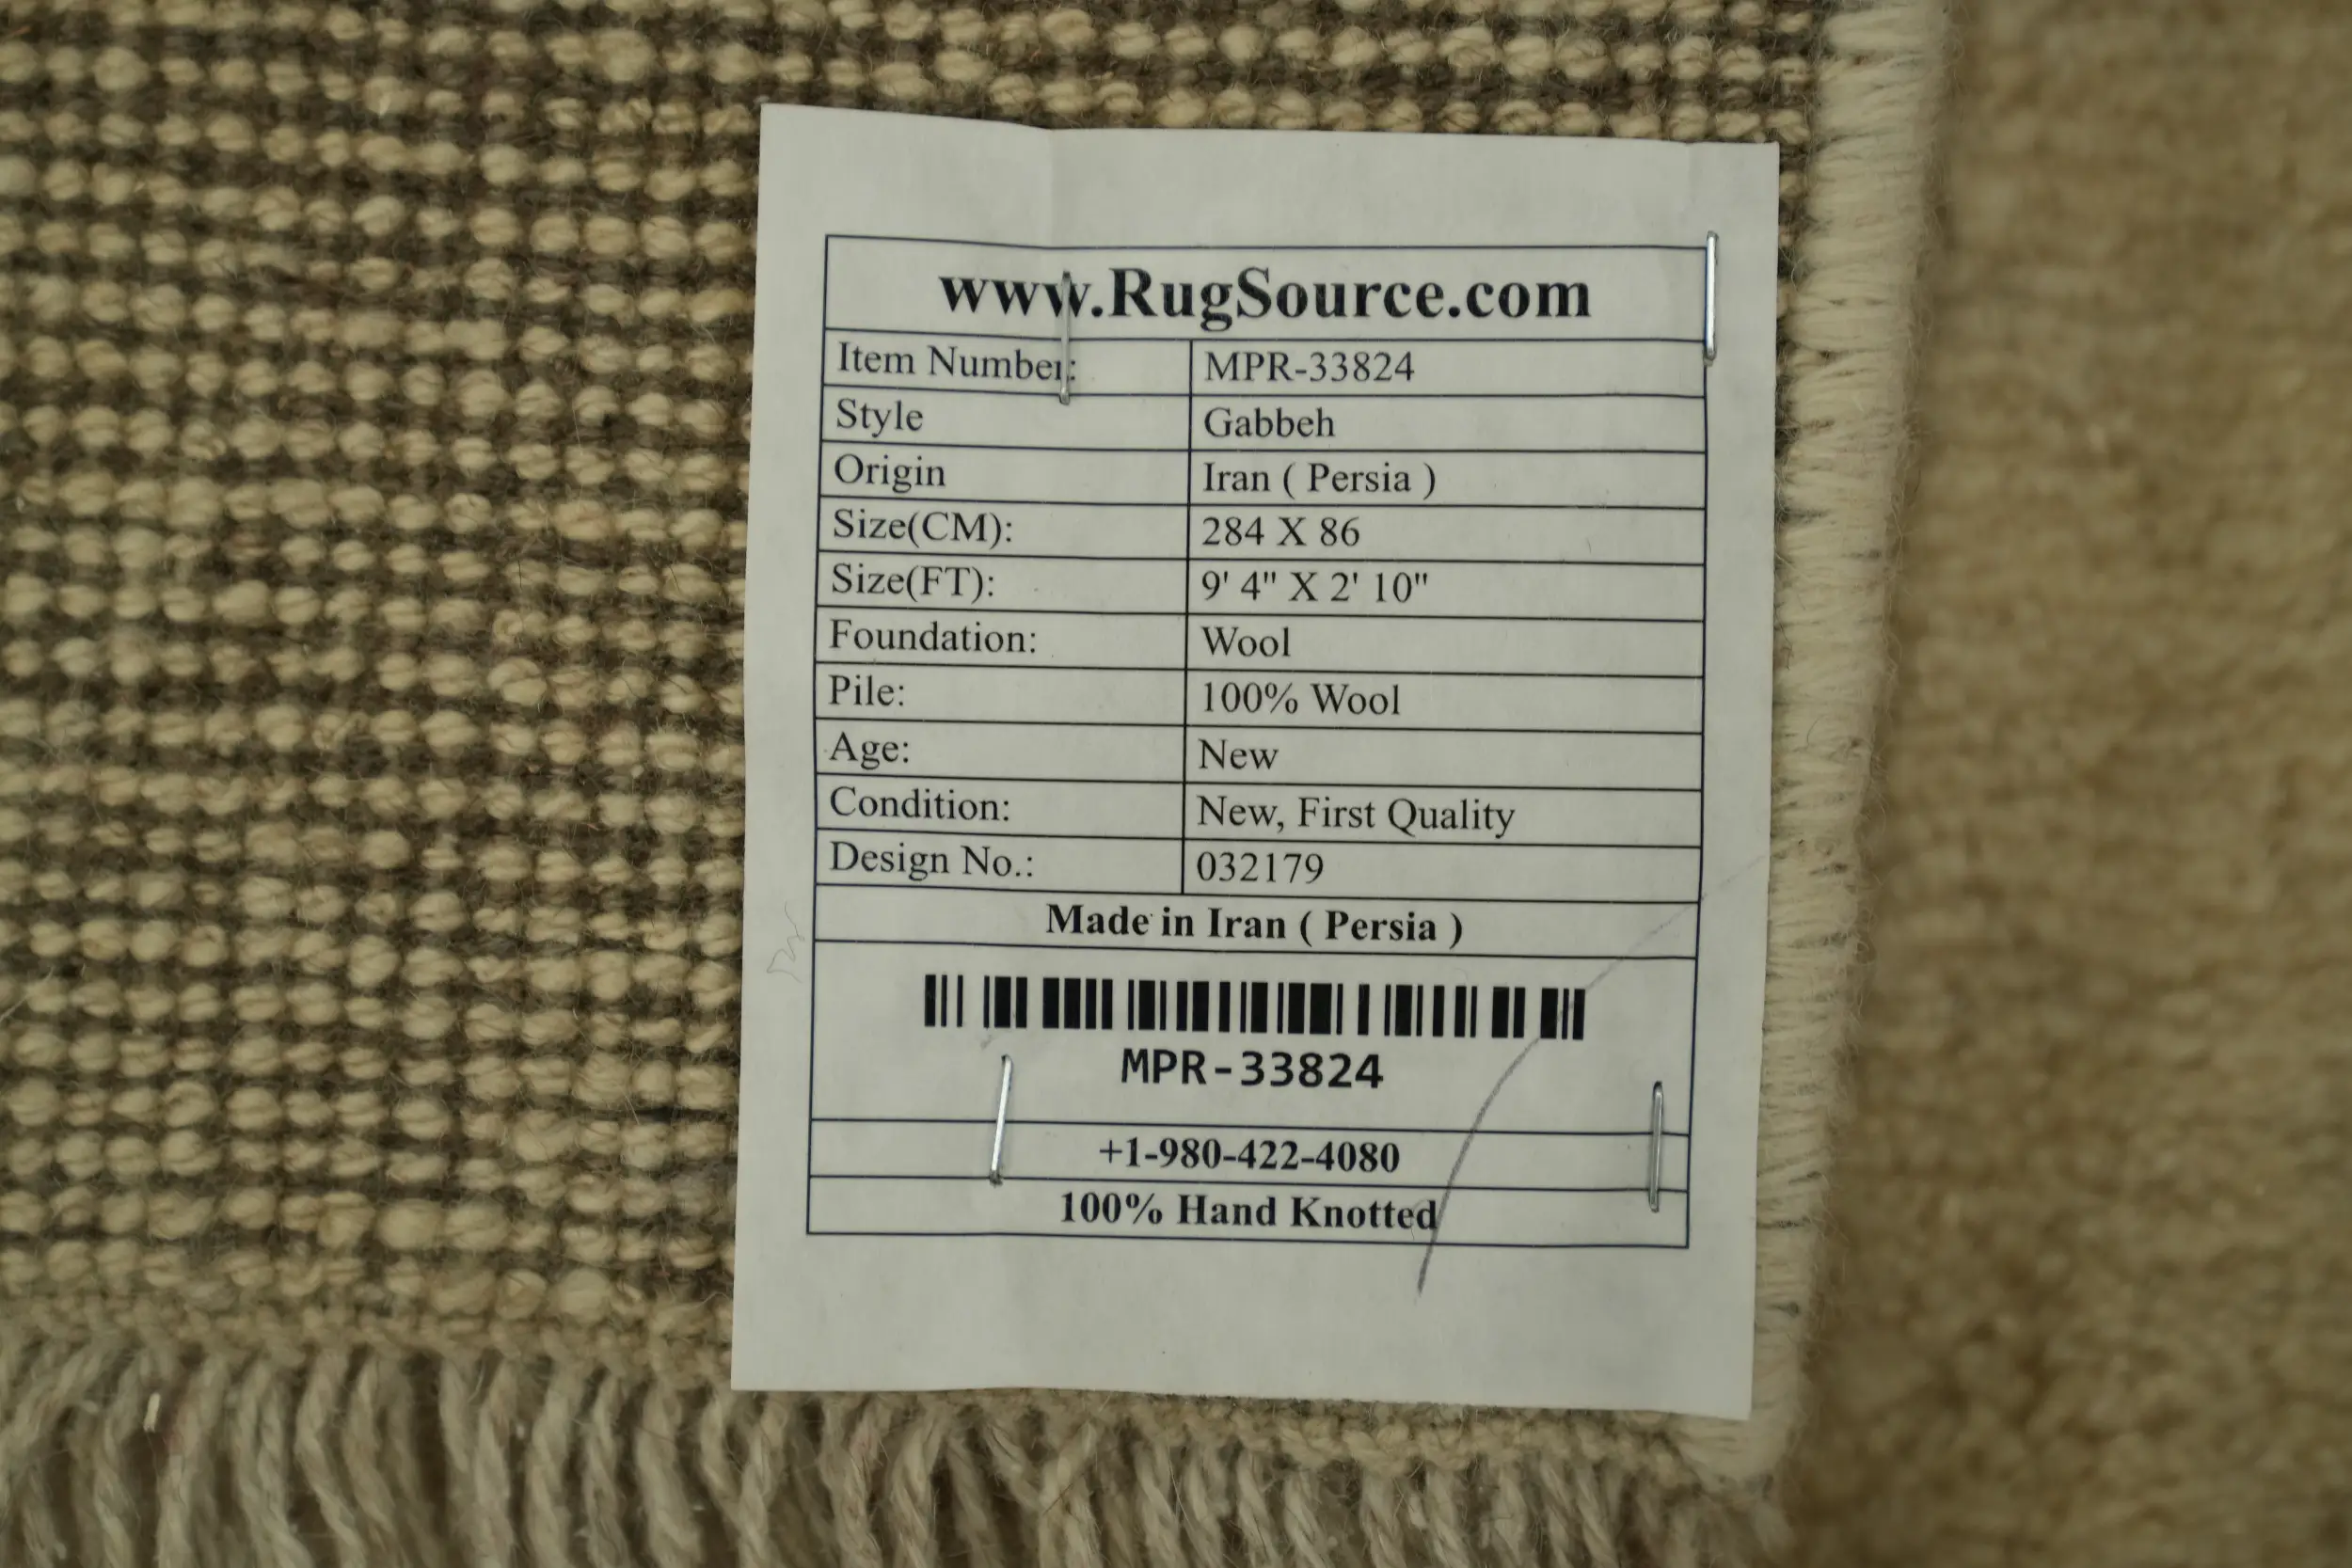 www.RugSource.com
Item Number: MPR-33824
Style Gabbeh
Origin Iran ( Persia )
Size(CM): 284 X 86
Size(FT): 9' 4" X 2' 10"
Foundation: Wool
Pile: 100% Wool
Age: New
Condition: New, First Quality
Design No.: 032179
Made in Iran ( Persia )
MPR-33824
+1-980-422-4080
100% Hand Knotted